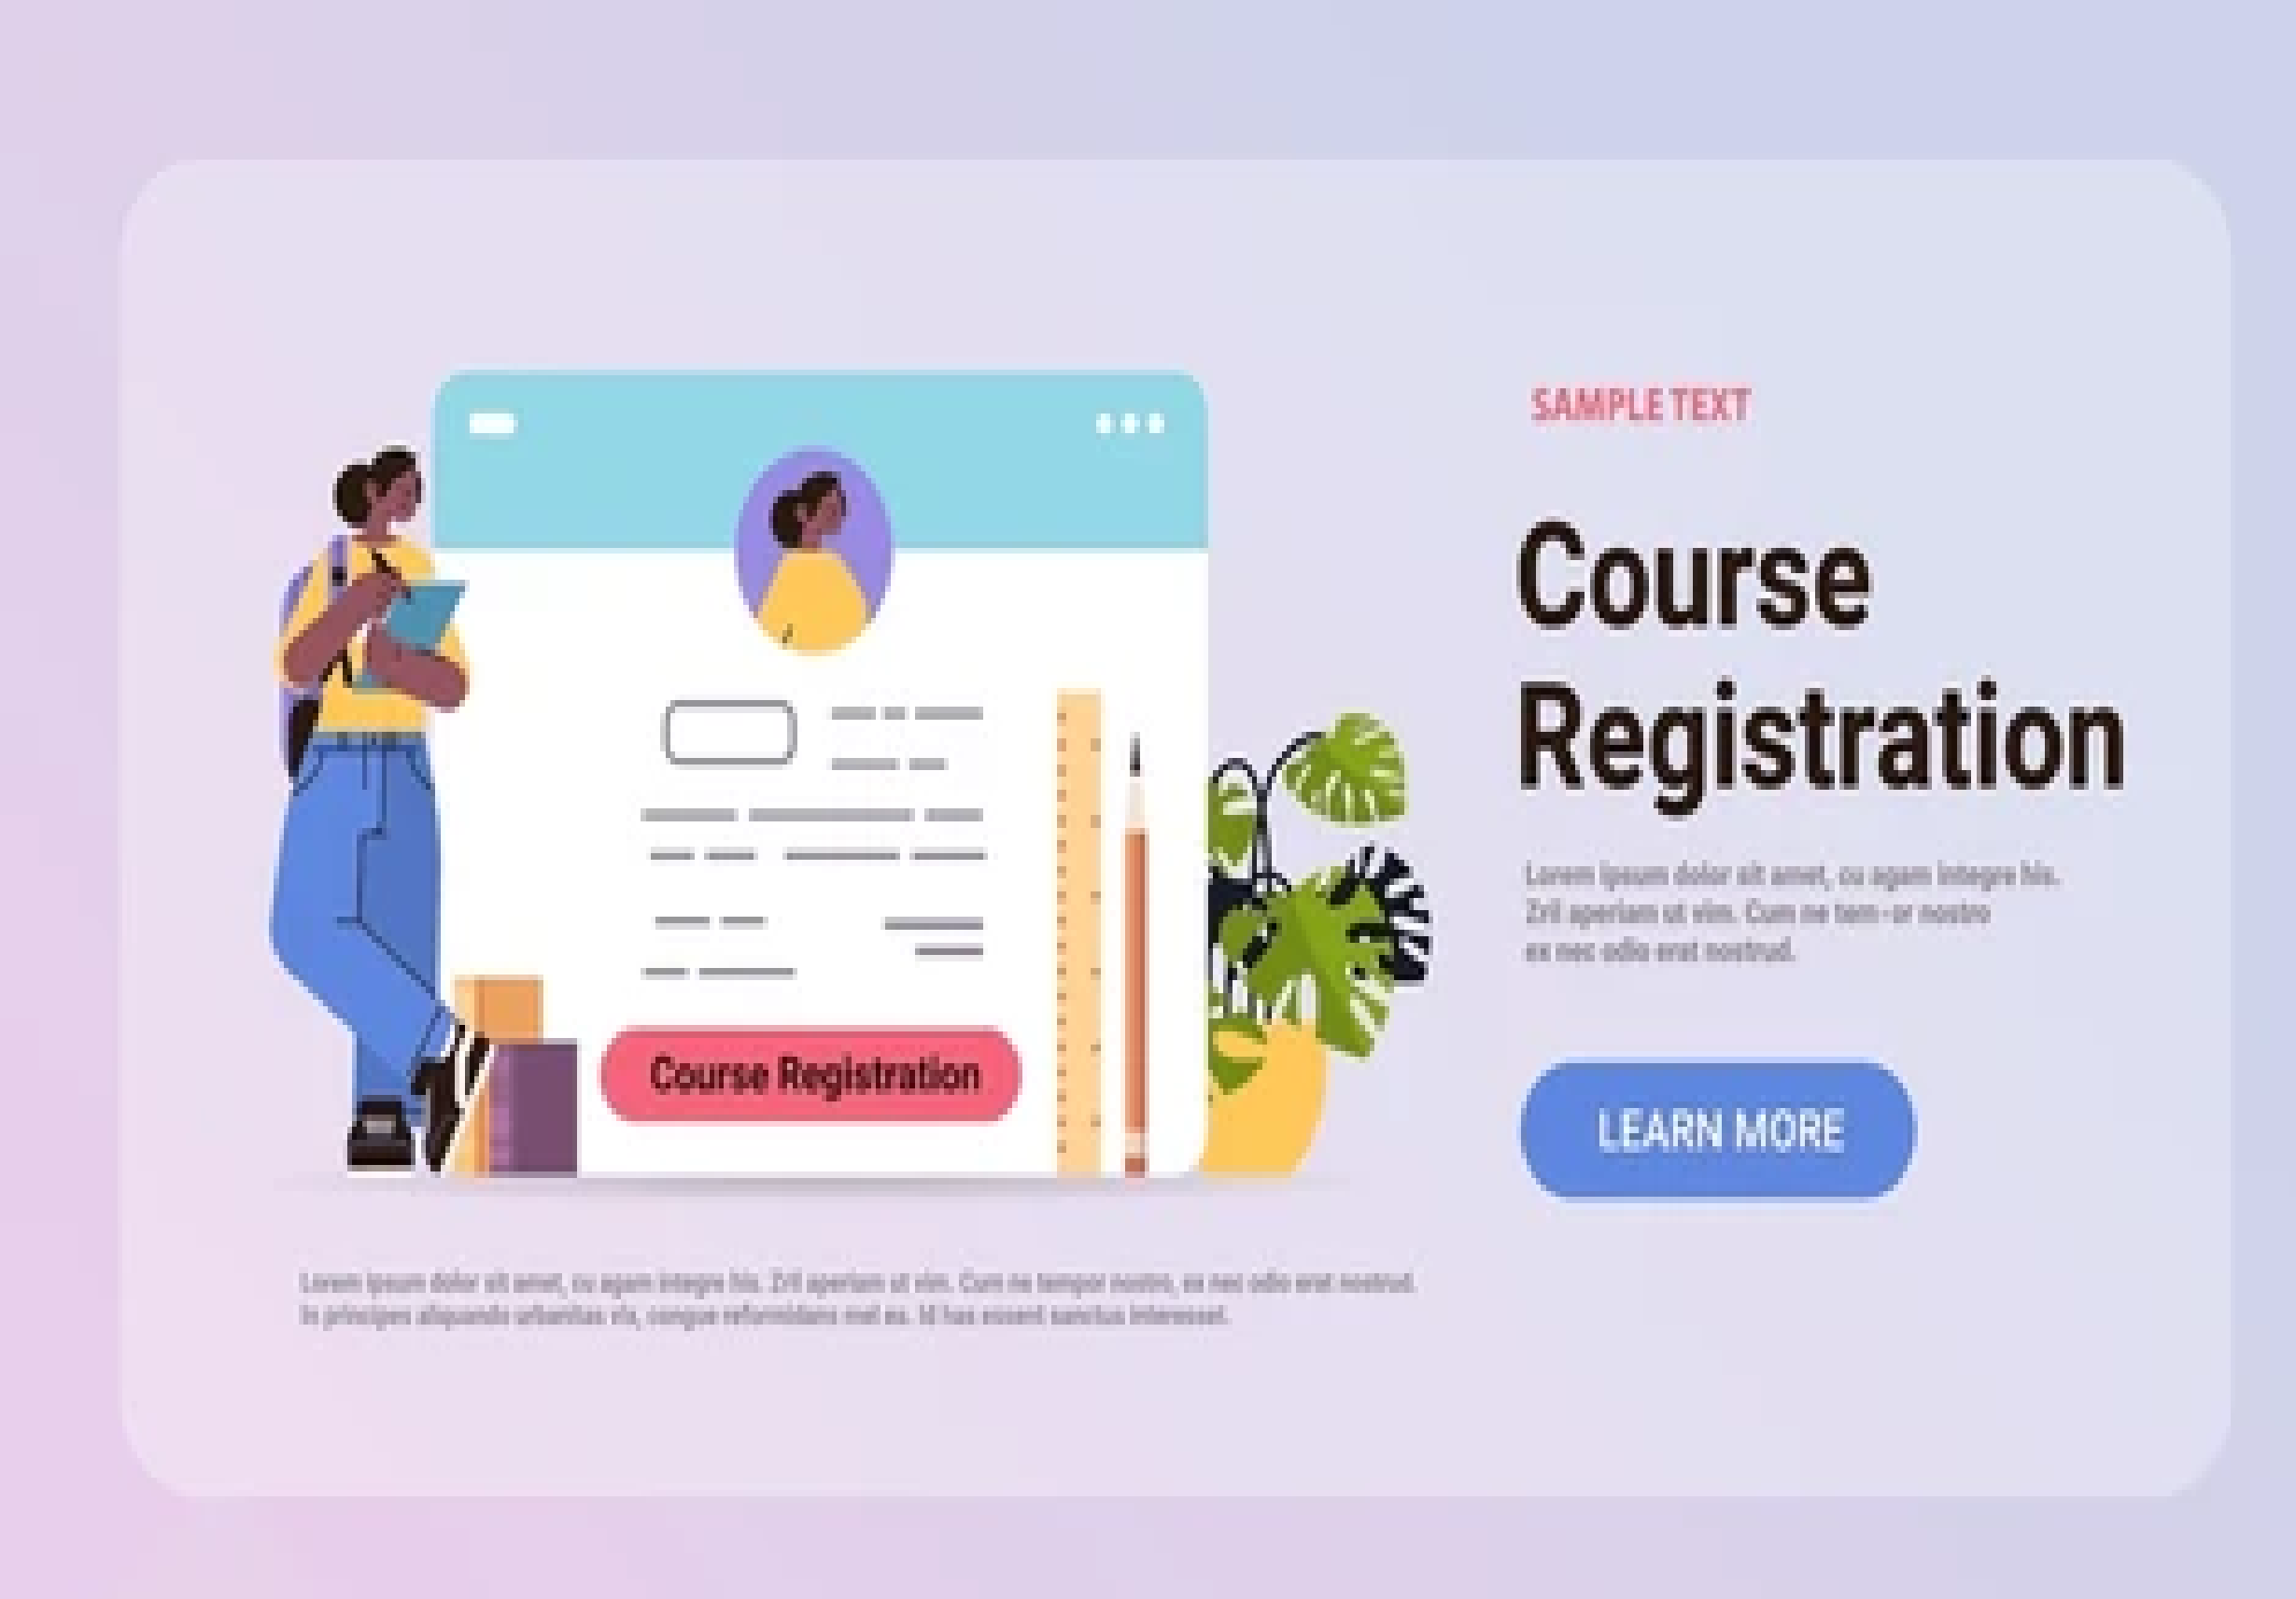 SAMPLE TEXT
Course
Registration
Lorem ipsum dolor sit amet, cu agam integre his.
Zril aperiam ut vim. Cum ne tem-or nostro
ex nec odio erat nostrud.
LEARN MORE
Course Registration
Lorem ipsum dolor sit amet, cu agam integre his. Zril aperiam ut vim. Cum ne tempor nostro, ex nec odio erat nostrud.
In principes aliquando urbanitas vis, congue reformidans mel ea. Id has essent sanctus interesset.